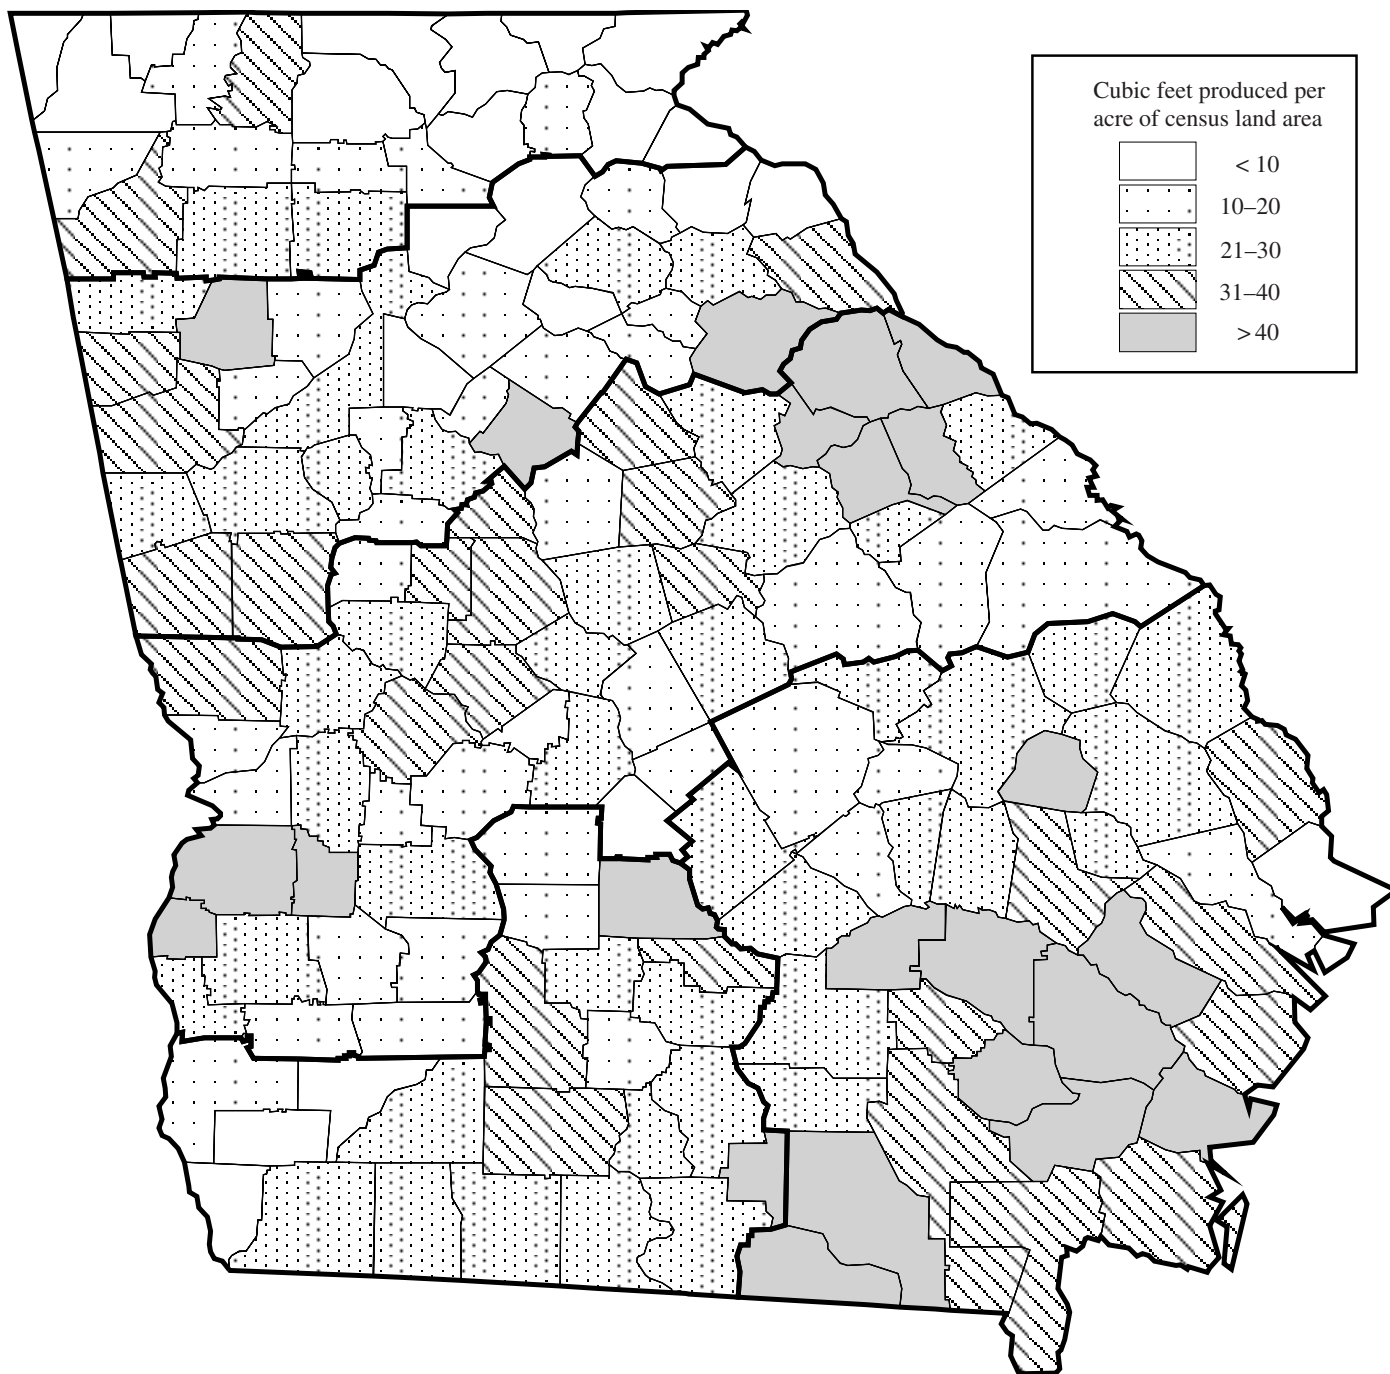 Cubic feet produced per
acre of census land area
< 10
10–20
21–30
31–40
> 40